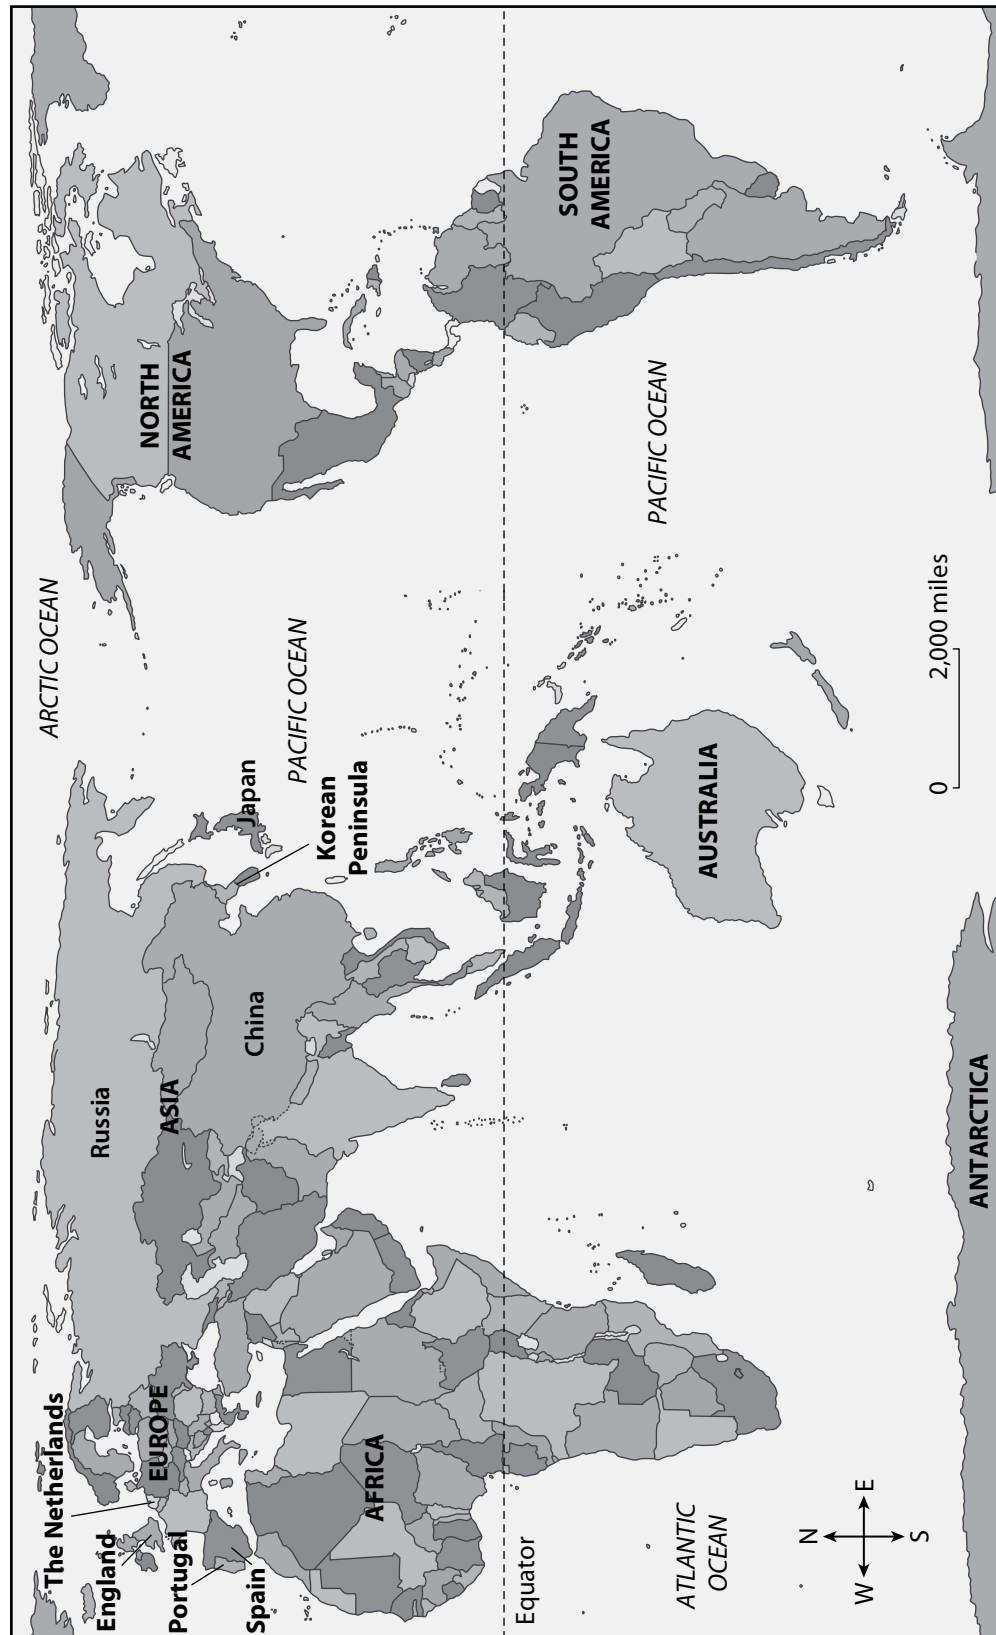 ARCTIC OCEAN
The Netherlands
England
Portugal
Spain
EUROPE
Russia
ASIA
China
Japan
Korean
Peninsula
PACIFIC OCEAN
NORTH
AMERICA
AFRICA
Equator
ATLANTIC
OCEAN
AUSTRALIA
PACIFIC OCEAN
SOUTH
AMERICA
N
W
E
S
0
2,000 miles
ANTARCTICA